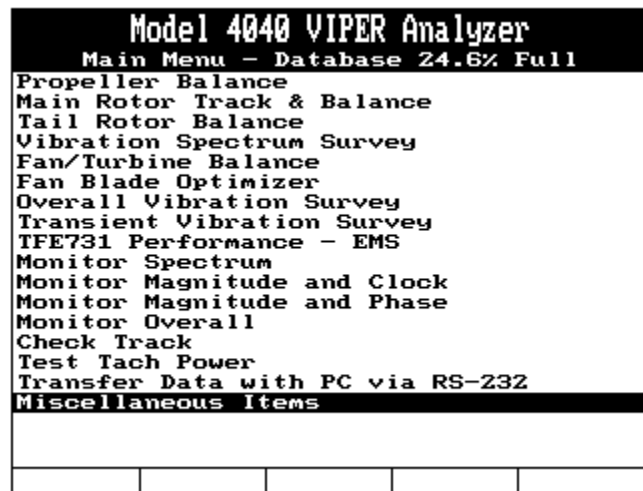 Model 4040 VIPER Analyzer
Main Menu – Database 24.6% Full
Propeller Balance
Main Rotor Track & Balance
Tail Rotor Balance
Vibration Spectrum Survey
Fan/Turbine Balance
Fan Blade Optimizer
Overall Vibration Survey
Transient Vibration Survey
TFE731 Performance – EMS
Monitor Spectrum
Monitor Magnitude and Clock
Monitor Magnitude and Phase
Monitor Overall
Check Track
Test Tach Power
Transfer Data with PC via RS-232
Miscellaneous Items